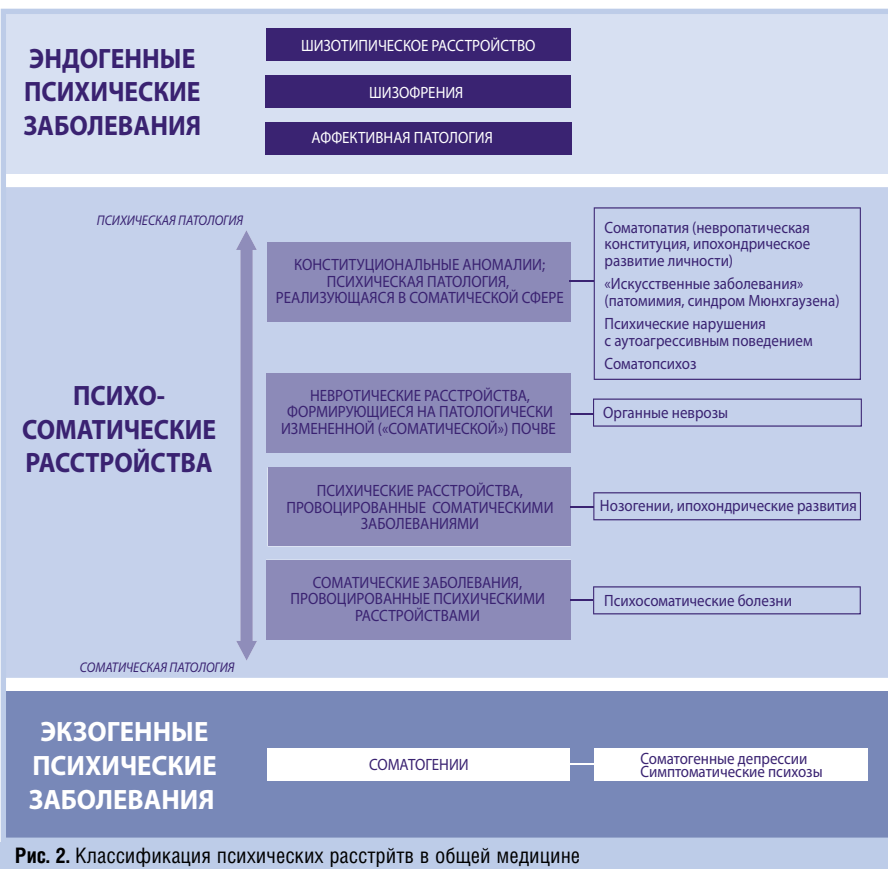 ЭНДОГЕННЫЕ
ПСИХИЧЕСКИЕ
ЗАБОЛЕВАНИЯ
ШИЗОТИПИЧЕСКОЕ РАССТРОЙСТВО
ШИЗОФРЕНИЯ
АФФЕКТИВНАЯ ПАТОЛОГИЯ
ПСИХИЧЕСКАЯ ПАТОЛОГИЯ
ПСИХО-
СОМАТИЧЕСКИЕ
РАССТРОЙСТВА
КОНСТИТУЦИОНАЛЬНЫЕ АНОМАЛИИ;
ПСИХИЧЕСКАЯ ПАТОЛОГИЯ,
РЕАЛИЗУЮЩАЯСЯ В СОМАТИЧЕСКОЙ СФЕРЕ
Соматопатия (невропатическая
конституция, ипохондрическое
развитие личности)
«Искусственные заболевания»
(патомимия, синдром Мюнхгаузена)
Психические нарушения
с аутоагрессивным поведением
Соматопсихоз
НЕВРОТИЧЕСКИЕ РАССТРОЙСТВА,
ФОРМИРУЮЩИЕСЯ НА ПАТОЛОГИЧЕСКИ
ИЗМЕНЕННОЙ («СОМАТИЧЕСКОЙ») ПОЧВЕ
Органные неврозы
ПСИХИЧЕСКИЕ РАССТРОЙСТВА,
ПРОВОЦИРОВАННЫЕ СОМАТИЧЕСКИМИ
ЗАБОЛЕВАНИЯМИ
Нозогении, ипохондрические развития
СОМАТИЧЕСКИЕ ЗАБОЛЕВАНИЯ,
ПРОВОЦИРОВАННЫЕ ПСИХИЧЕСКИМИ
РАССТРОЙСТВАМИ
Психосоматические болезни
СОМАТИЧЕСКАЯ ПАТОЛОГИЯ
ЭКЗОГЕННЫЕ
ПСИХИЧЕСКИЕ
ЗАБОЛЕВАНИЯ
СОМАТОГЕНИИ
Соматогенные депрессии
Симптоматические психозы
Рис. 2. Классификация психических расстрйтв в общей медицине